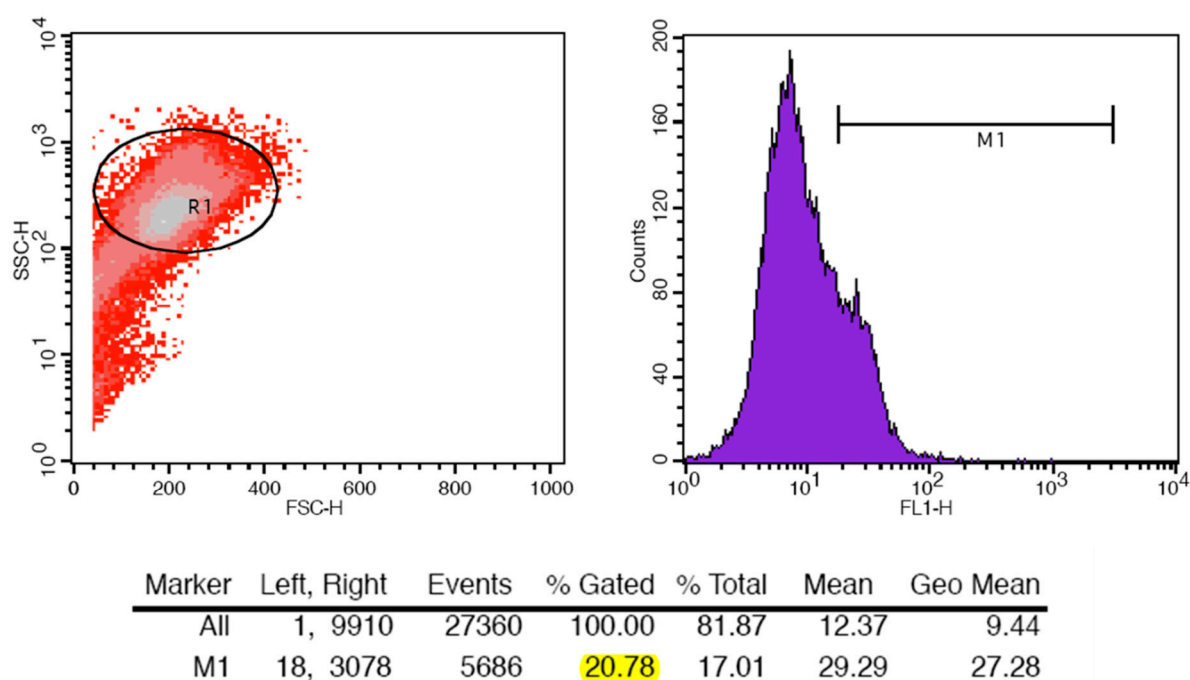 10^4
10^3
10^2
10^1
10^0
SSC-H
R1
0 200 400 600 800 1000
FSC-H
200
160
120
80
40
0
Counts
M1
10^0 10^1 10^2 10^3 10^4
FL1-H
Marker Left, Right Events % Gated % Total Mean Geo Mean
All 1, 9910 27360 100.00 81.87 12.37 9.44
M1 18, 3078 5686 20.78 17.01 29.29 27.28